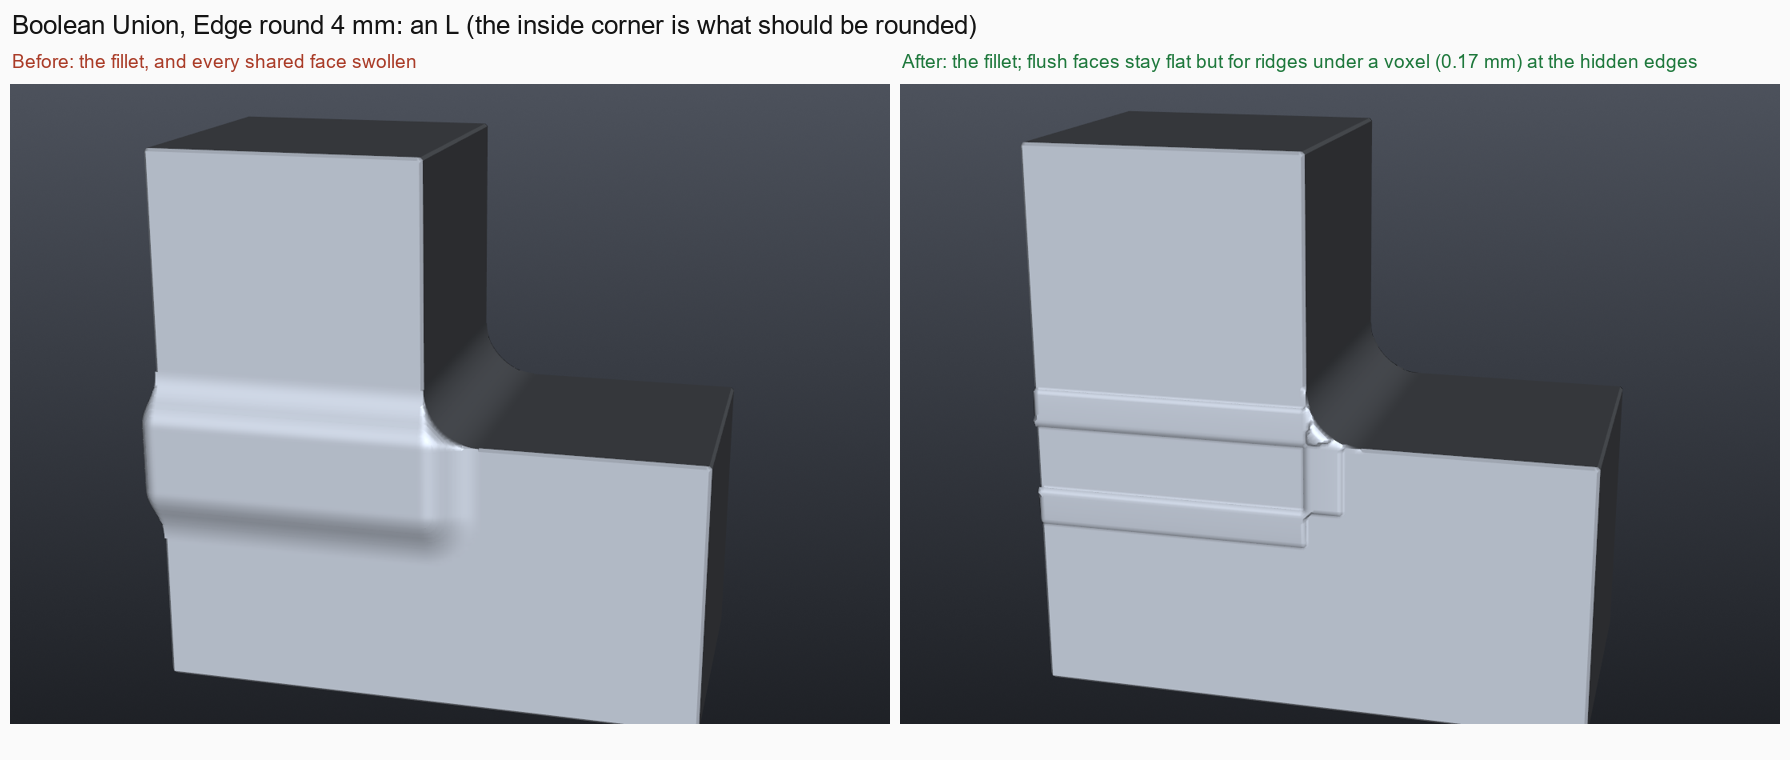 Boolean Union, Edge round 4 mm: an L (the inside corner is what should be rounded)
Before: the fillet, and every shared face swollen
After: the fillet; flush faces stay flat but for ridges under a voxel (0.17 mm) at the hidden edges